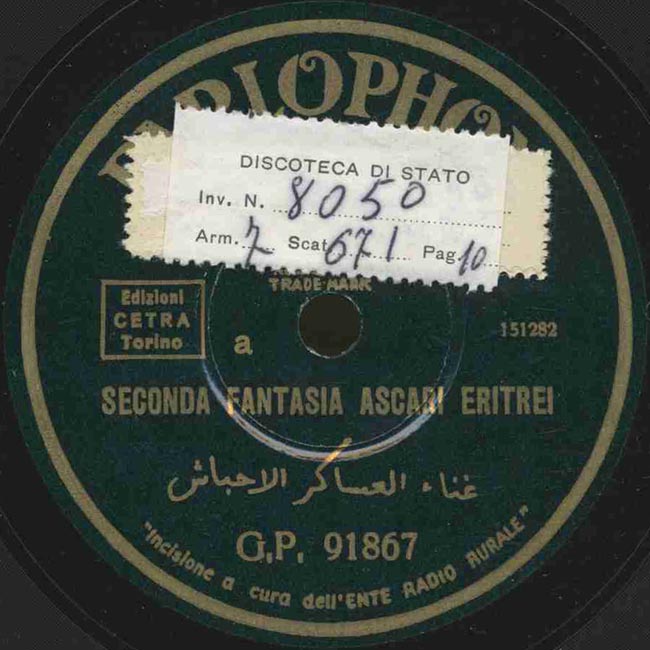 PARLOPHON
DISCOTECA DI STATO
Inv. N. 8050
Arm. 7 Scat. 671 Pag. 10
TRADE MARK
Edizioni
CETRA
Torino
a
151282
SECONDA FANTASIA ASCARI ERITREI
غناء العساكر الاحباش
G.P. 91867
"Incisione a cura dell'ENTE RADIO RURALE"